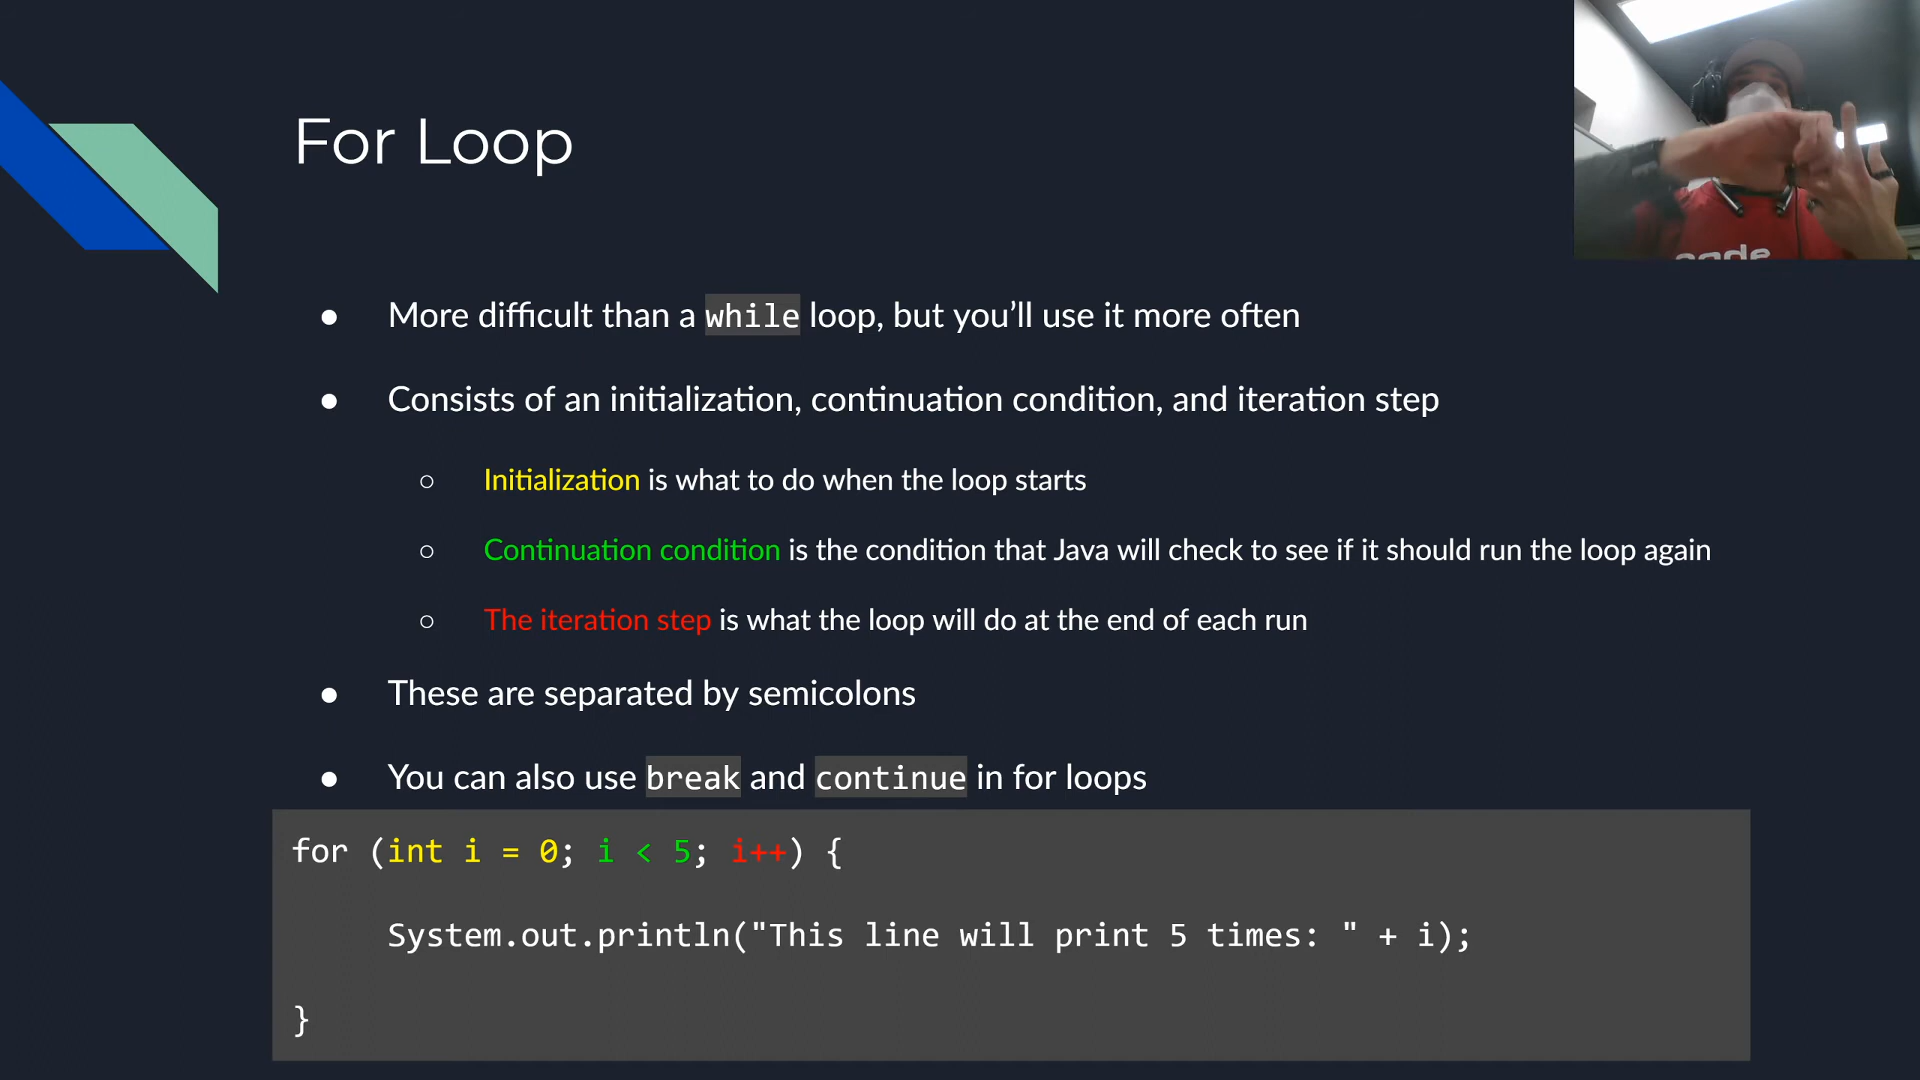 For Loop
● More difficult than a while loop, but you’ll use it more often
● Consists of an initialization, continuation condition, and iteration step
○ Initialization is what to do when the loop starts
○ Continuation condition is the condition that Java will check to see if it should run the loop again
○ The iteration step is what the loop will do at the end of each run
● These are separated by semicolons
● You can also use break and continue in for loops
for (int i = 0; i < 5; i++) {
System.out.println("This line will print 5 times: " + i);
}
code